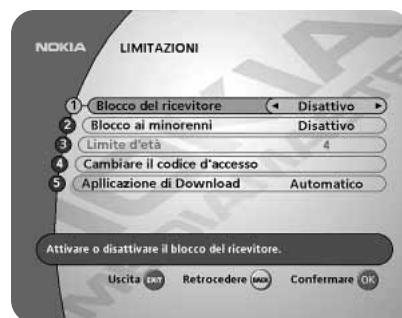 NOKIA LIMITAZIONI
1 Blocco del ricevitore Disattivo
2 Blocco ai minorenni Disattivo
3 Limite d'età 4
4 Cambiare il codice d'accesso
5 Apllicazione di Download Automatico
Attivare o disattivare il blocco del ricevitore.
Uscita EXIT Retrocedere BACK Confermare OK